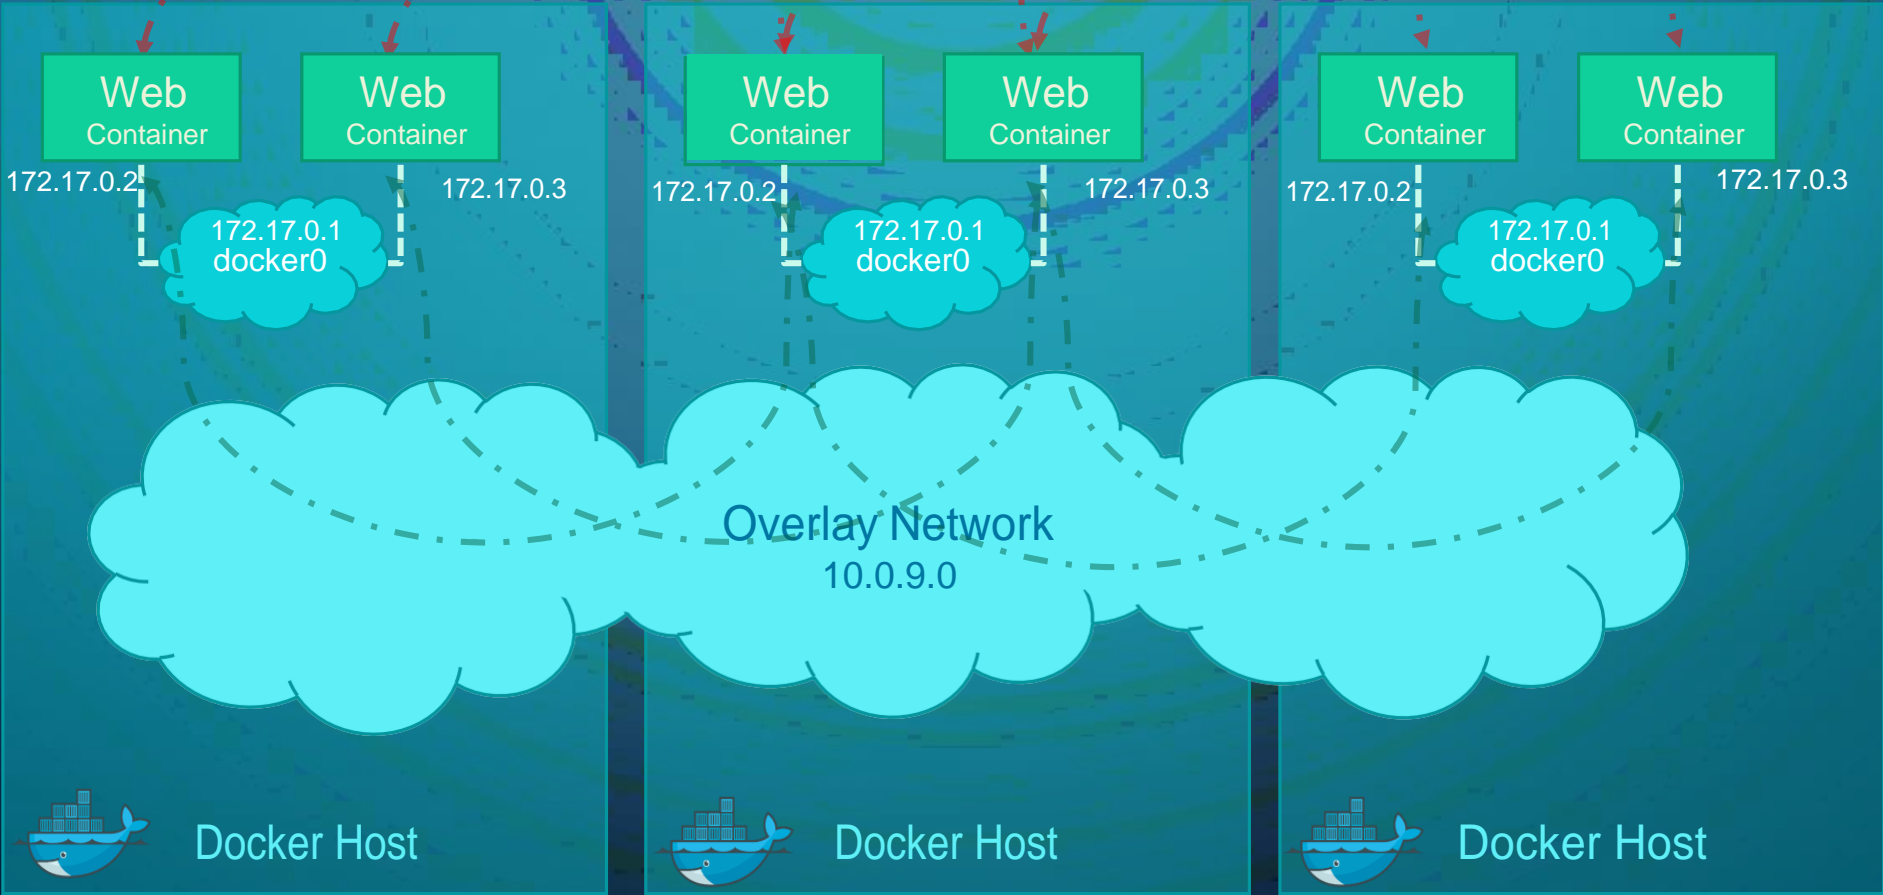 Web
Container
Web
Container
Web
Container
Web
Container
Web
Container
Web
Container
172.17.0.2
172.17.0.3
172.17.0.2
172.17.0.3
172.17.0.2
172.17.0.3
172.17.0.1
docker0
172.17.0.1
docker0
172.17.0.1
docker0
Overlay Network
10.0.9.0
Docker Host
Docker Host
Docker Host